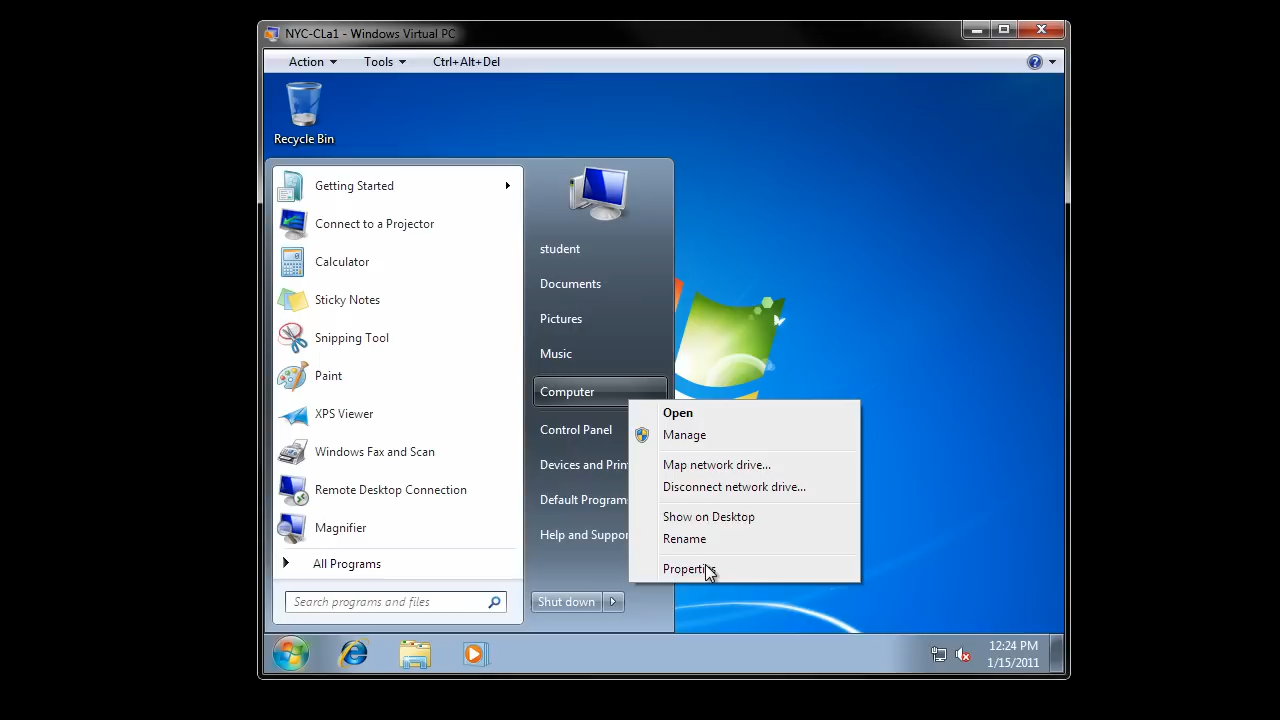 NYC-CLa1 - Windows Virtual PC
Action Tools Ctrl+Alt+Del
Recycle Bin
Getting Started
Connect to a Projector
Calculator
Sticky Notes
Snipping Tool
Paint
XPS Viewer
Windows Fax and Scan
Remote Desktop Connection
Magnifier
All Programs
Search programs and files
student
Documents
Pictures
Music
Computer
Control Panel
Devices and Prin
Default Program
Help and Suppor
Shut down
Open
Manage
Map network drive...
Disconnect network drive...
Show on Desktop
Rename
Properties
12:24 PM
1/15/2011